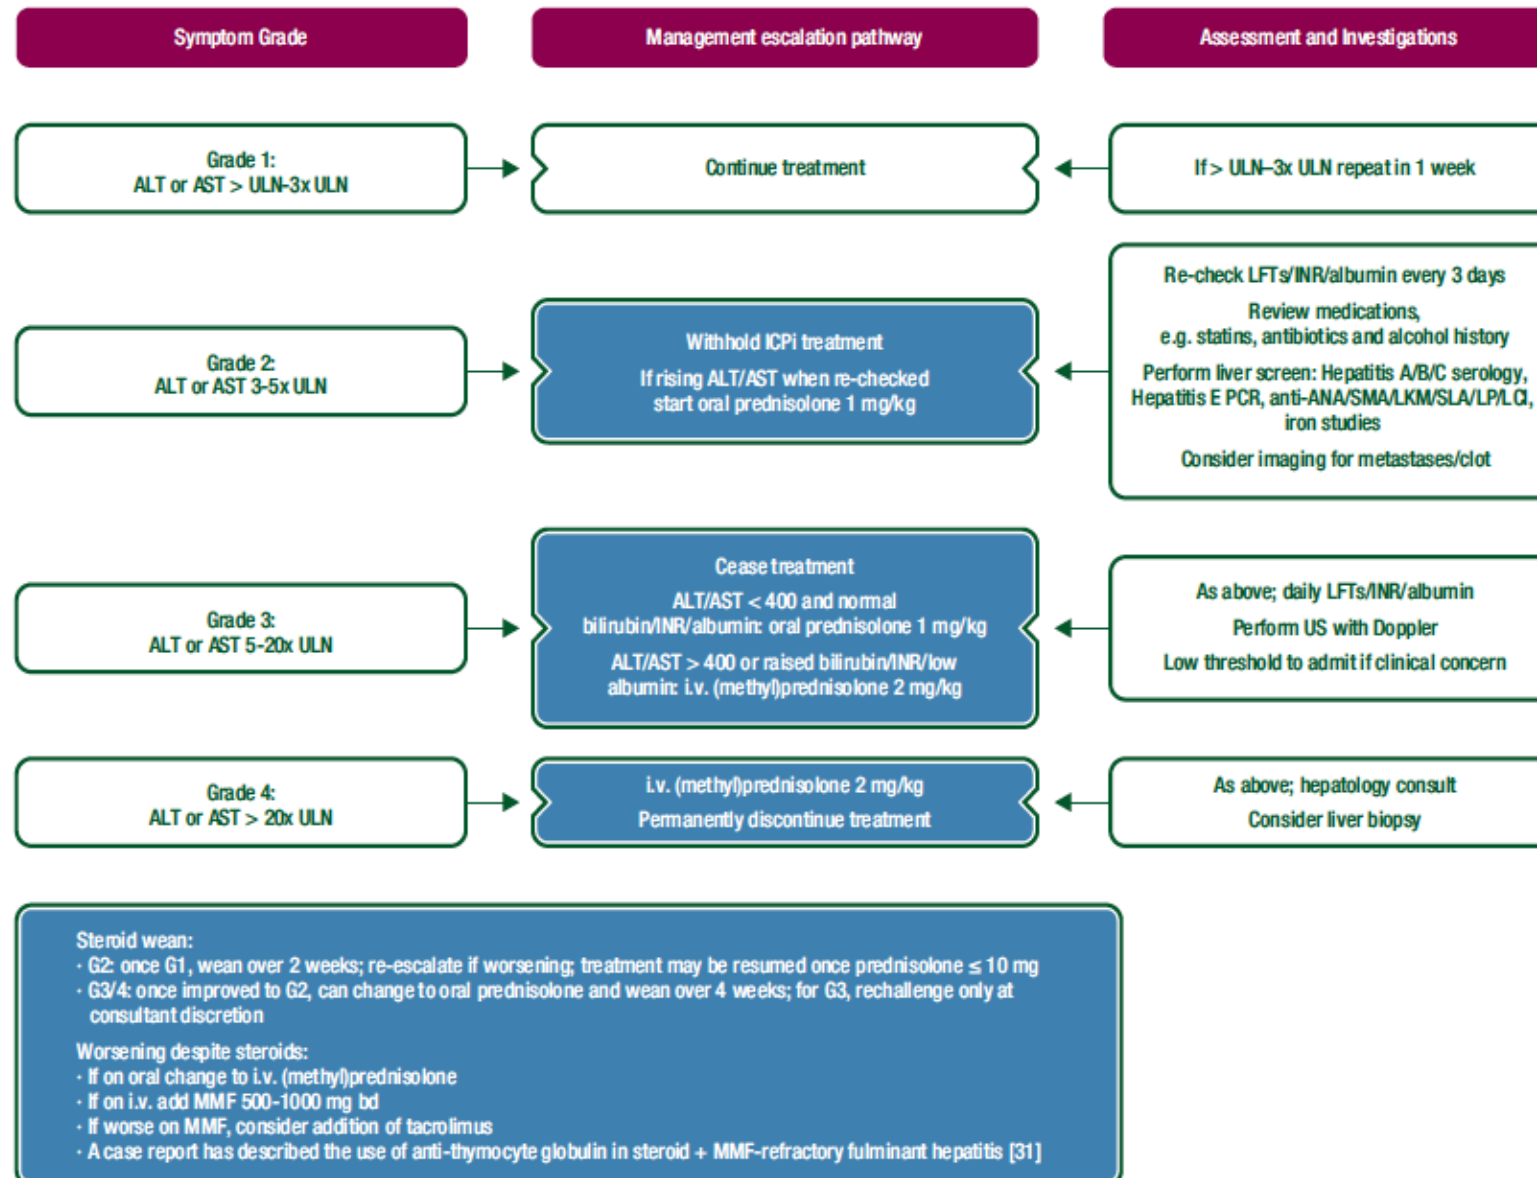 Symptom Grade
Management escalation pathway
Assessment and Investigations
Grade 1:
ALT or AST > ULN-3x ULN
Continue treatment
If > ULN–3x ULN repeat in 1 week
Grade 2:
ALT or AST 3-5x ULN
Withhold ICPi treatment
If rising ALT/AST when re-checked
start oral prednisolone 1 mg/kg
Re-check LFTs/INR/albumin every 3 days
Review medications,
e.g. statins, antibiotics and alcohol history
Perform liver screen: Hepatitis A/B/C serology,
Hepatitis E PCR, anti-ANA/SMA/LKM/SLA/LP/LCI,
iron studies
Consider imaging for metastases/clot
Grade 3:
ALT or AST 5-20x ULN
Cease treatment
ALT/AST < 400 and normal
bilirubin/INR/albumin: oral prednisolone 1 mg/kg
ALT/AST > 400 or raised bilirubin/INR/low
albumin: i.v. (methyl)prednisolone 2 mg/kg
As above; daily LFTs/INR/albumin
Perform US with Doppler
Low threshold to admit if clinical concern
Grade 4:
ALT or AST > 20x ULN
i.v. (methyl)prednisolone 2 mg/kg
Permanently discontinue treatment
As above; hepatology consult
Consider liver biopsy
Steroid wean:
· G2: once G1, wean over 2 weeks; re-escalate if worsening; treatment may be resumed once prednisolone ≤ 10 mg
· G3/4: once improved to G2, can change to oral prednisolone and wean over 4 weeks; for G3, rechallenge only at
consultant discretion
Worsening despite steroids:
· If on oral change to i.v. (methyl)prednisolone
· If on i.v. add MMF 500-1000 mg bd
· If worse on MMF, consider addition of tacrolimus
· A case report has described the use of anti-thymocyte globulin in steroid + MMF-refractory fulminant hepatitis [31]